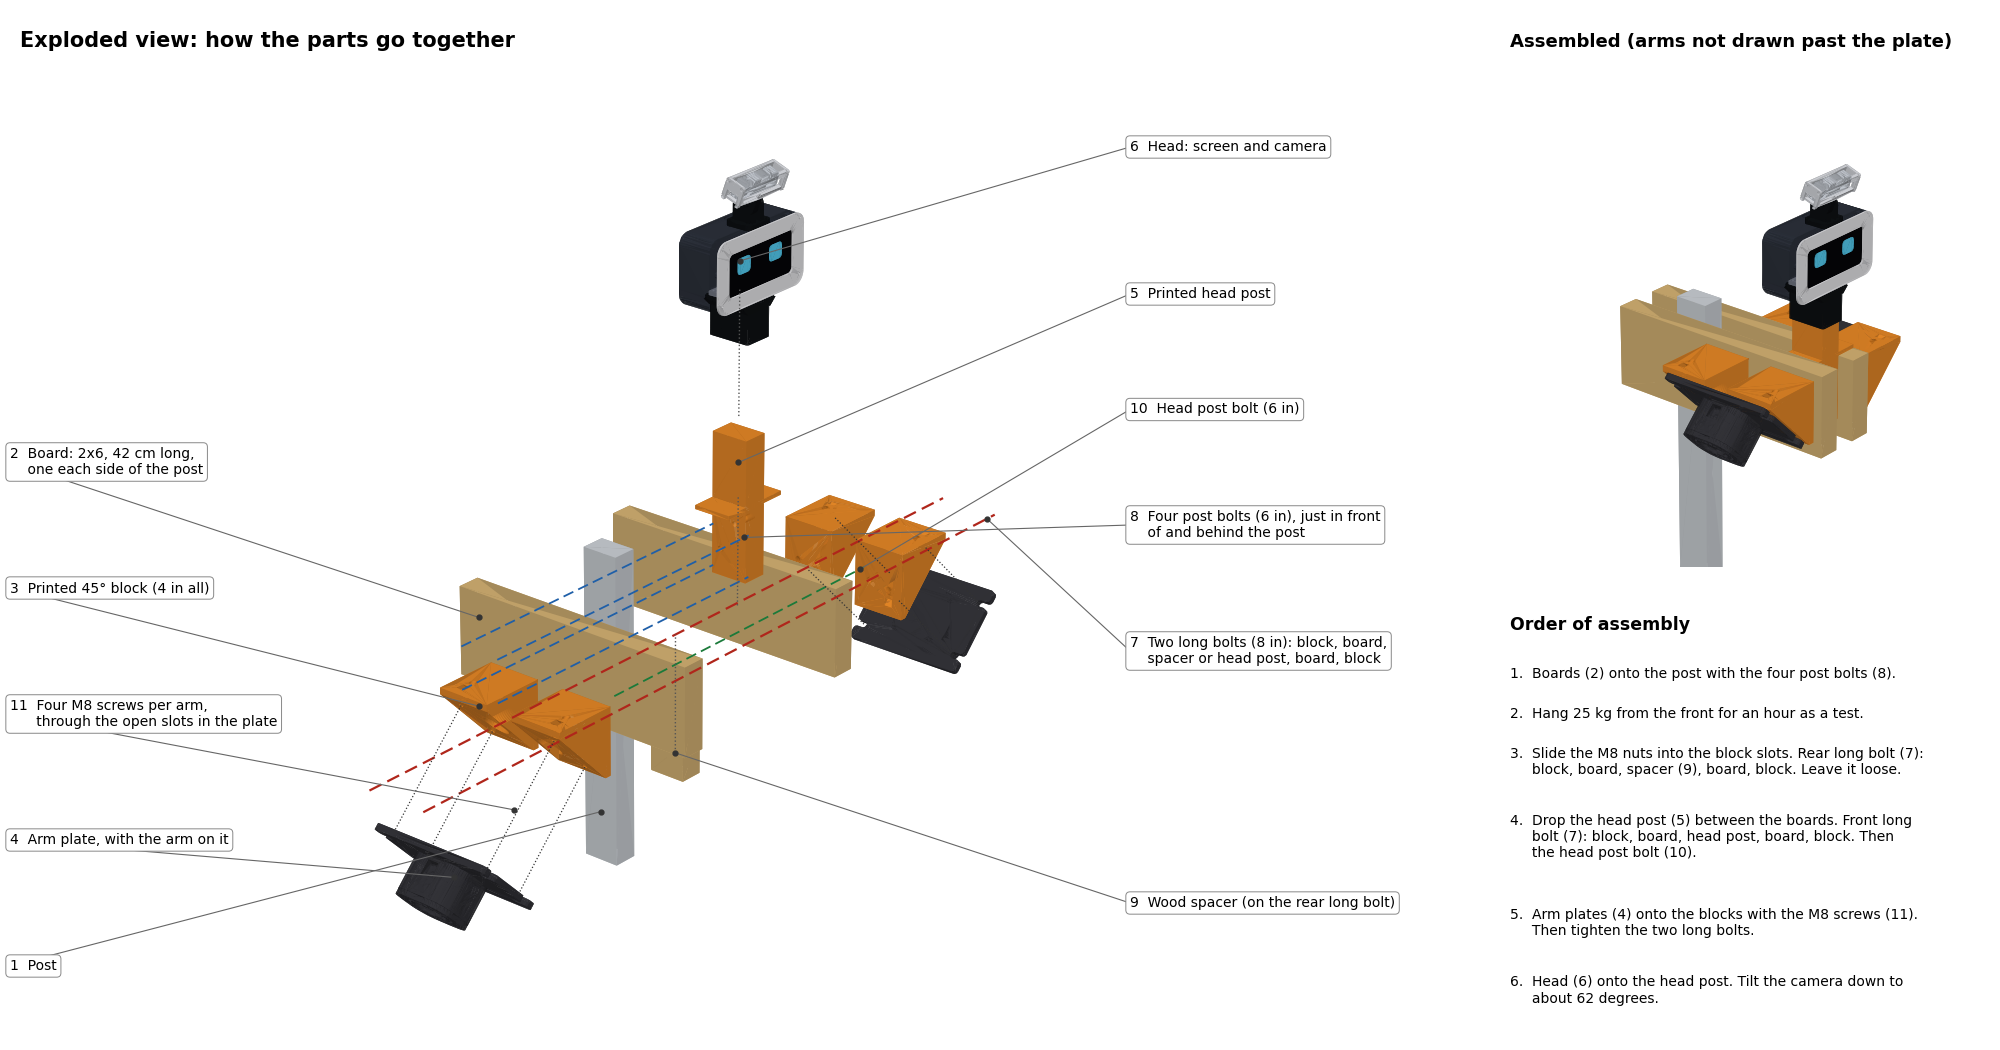 Exploded view: how the parts go together
Assembled (arms not drawn past the plate)
6  Head: screen and camera
5  Printed head post
10  Head post bolt (6 in)
2  Board: 2x6, 42 cm long,
one each side of the post
8  Four post bolts (6 in), just in front
of and behind the post
3  Printed 45° block (4 in all)
7  Two long bolts (8 in): block, board,
spacer or head post, board, block
11  Four M8 screws per arm,
through the open slots in the plate
4  Arm plate, with the arm on it
9  Wood spacer (on the rear long bolt)
1  Post
Order of assembly
1.  Boards (2) onto the post with the four post bolts (8).
2.  Hang 25 kg from the front for an hour as a test.
3.  Slide the M8 nuts into the block slots. Rear long bolt (7):
block, board, spacer (9), board, block. Leave it loose.
4.  Drop the head post (5) between the boards. Front long
bolt (7): block, board, head post, board, block. Then
the head post bolt (10).
5.  Arm plates (4) onto the blocks with the M8 screws (11).
Then tighten the two long bolts.
6.  Head (6) onto the head post. Tilt the camera down to
about 62 degrees.